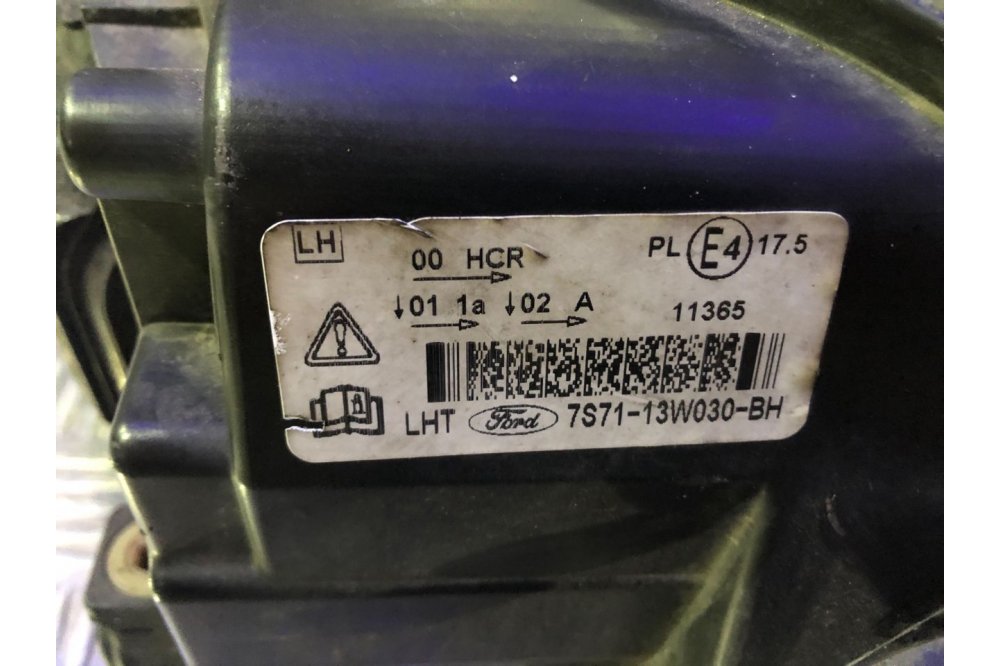 LH
00 HCR
↓01 1a ↓02 A
PL E4 17.5
11365
LHT Ford 7S71-13W030-BH